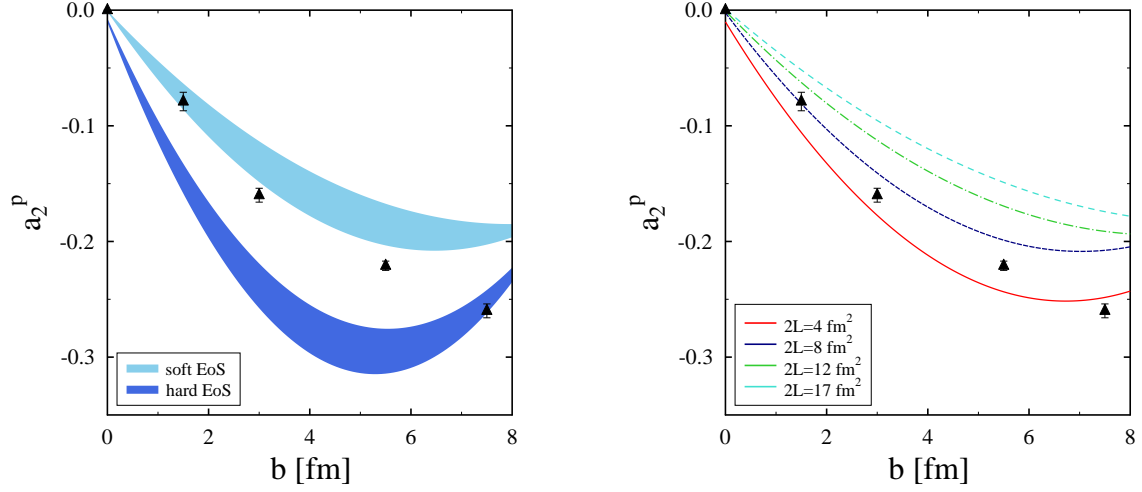 0.0
-0.1
-0.2
-0.3
a₂ᵖ
0 2 4 6 8
b [fm]
soft EoS
hard EoS
0.0
-0.1
-0.2
-0.3
a₂ᵖ
0 2 4 6 8
b [fm]
2L=4 fm²
2L=8 fm²
2L=12 fm²
2L=17 fm²